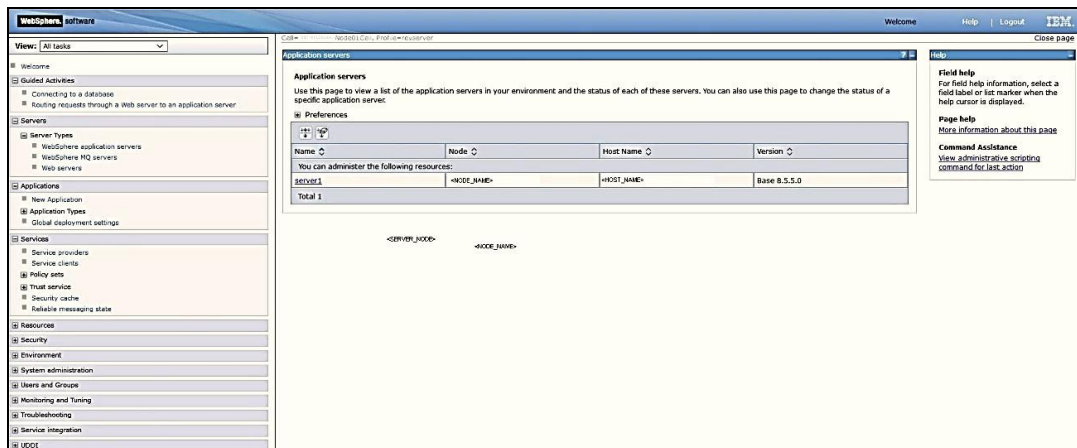 WebSphere. software
Welcome
Help | Logout
IBM.
View: All tasks
Cell= Profile=revserver
Close page
Welcome
Guided Activities
Connecting to a database
Routing requests through a Web server to an application server
Servers
Server Types
WebSphere application servers
WebSphere MQ servers
Web servers
Applications
New Application
Application Types
Global deployment settings
Services
Service providers
Service clients
Policy sets
Trust service
Security cache
Reliable messaging state
Resources
Security
Environment
System administration
Users and Groups
Monitoring and Tuning
Troubleshooting
Service integration
UDDI
Application servers
? -
Application servers
Use this page to view a list of the application servers in your environment and the status of each of these servers. You can also use this page to change the status of a
specific application server.
Preferences
Name Node Host Name Version
You can administer the following resources:
server1 <NODE_NAME> <HOST_NAME> Base 8.5.5.0
Total 1
<SERVER_NODE>
<NODE_NAME>
Help
Field help
For field help information, select a
field label or list marker when the
help cursor is displayed.
Page help
More information about this page
Command Assistance
View administrative scripting
command for last action